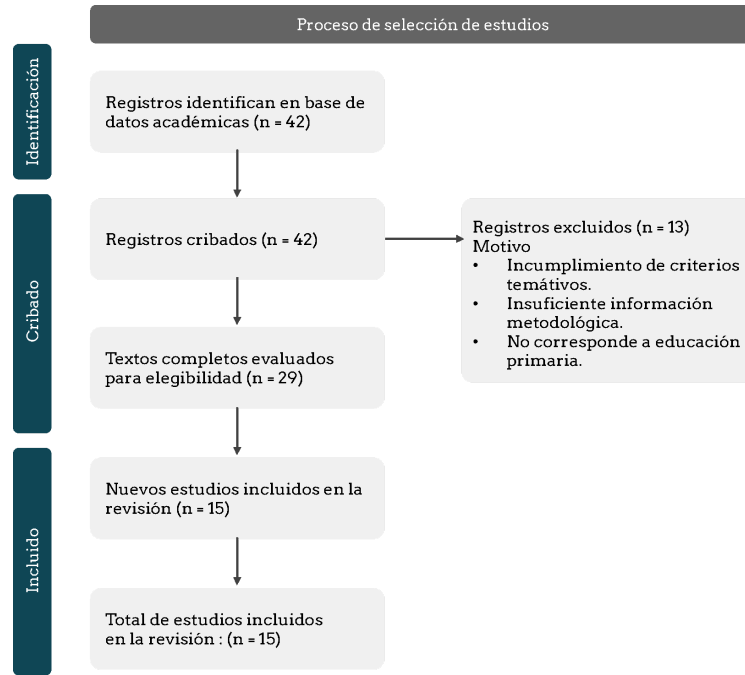 Proceso de selección de estudios
Identificación
Registros identifican en base de
datos académicas (n = 42)
Cribado
Registros cribados (n = 42)
Registros excluidos (n = 13)
Motivo
• Incumplimiento de criterios
temátivos.
• Insuficiente información
metodológica.
• No corresponde a educación
primaria.
Textos completos evaluados
para elegibilidad (n = 29)
Incluido
Nuevos estudios incluidos en la
revisión (n = 15)
Total de estudios incluidos
en la revisión : (n = 15)